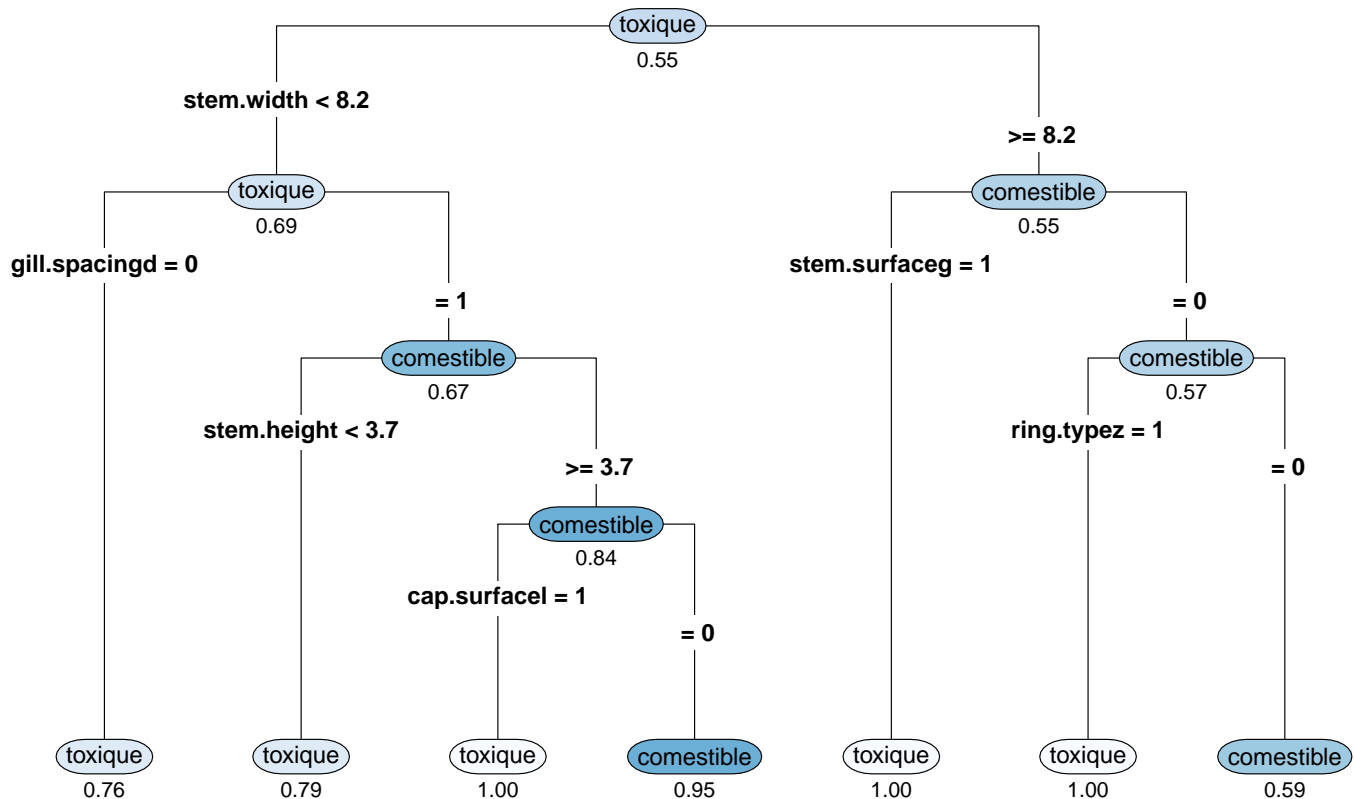 toxique
0.55
stem.width < 8.2
>= 8.2
toxique
0.69
comestible
0.55
gill.spacingd = 0
= 1
stem.surfaceg = 1
= 0
comestible
0.67
comestible
0.57
stem.height < 3.7
>= 3.7
ring.typez = 1
= 0
comestible
0.84
cap.surfacel = 1
= 0
toxique
0.76
toxique
0.79
toxique
1.00
comestible
0.95
toxique
1.00
toxique
1.00
comestible
0.59